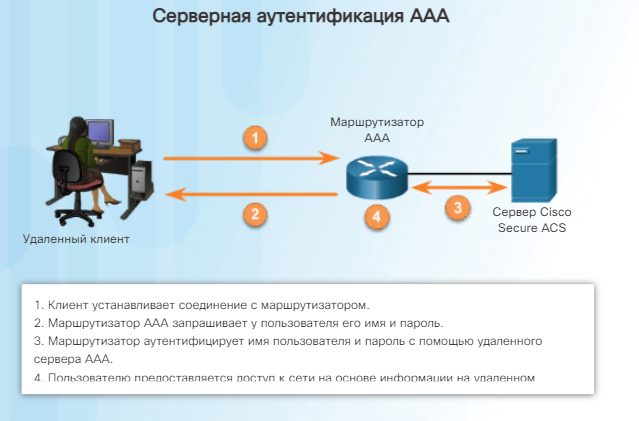 Серверная аутентификация AAA
Маршрутизатор
AAA
1
2
4
3
Сервер Cisco
Secure ACS
Удаленный клиент
1. Клиент устанавливает соединение с маршрутизатором.
2. Маршрутизатор AAA запрашивает у пользователя его имя и пароль.
3. Маршрутизатор аутентифицирует имя пользователя и пароль с помощью удаленного
сервера AAA.
4. Пользователю предоставляется доступ к сети на основе информации на удаленном